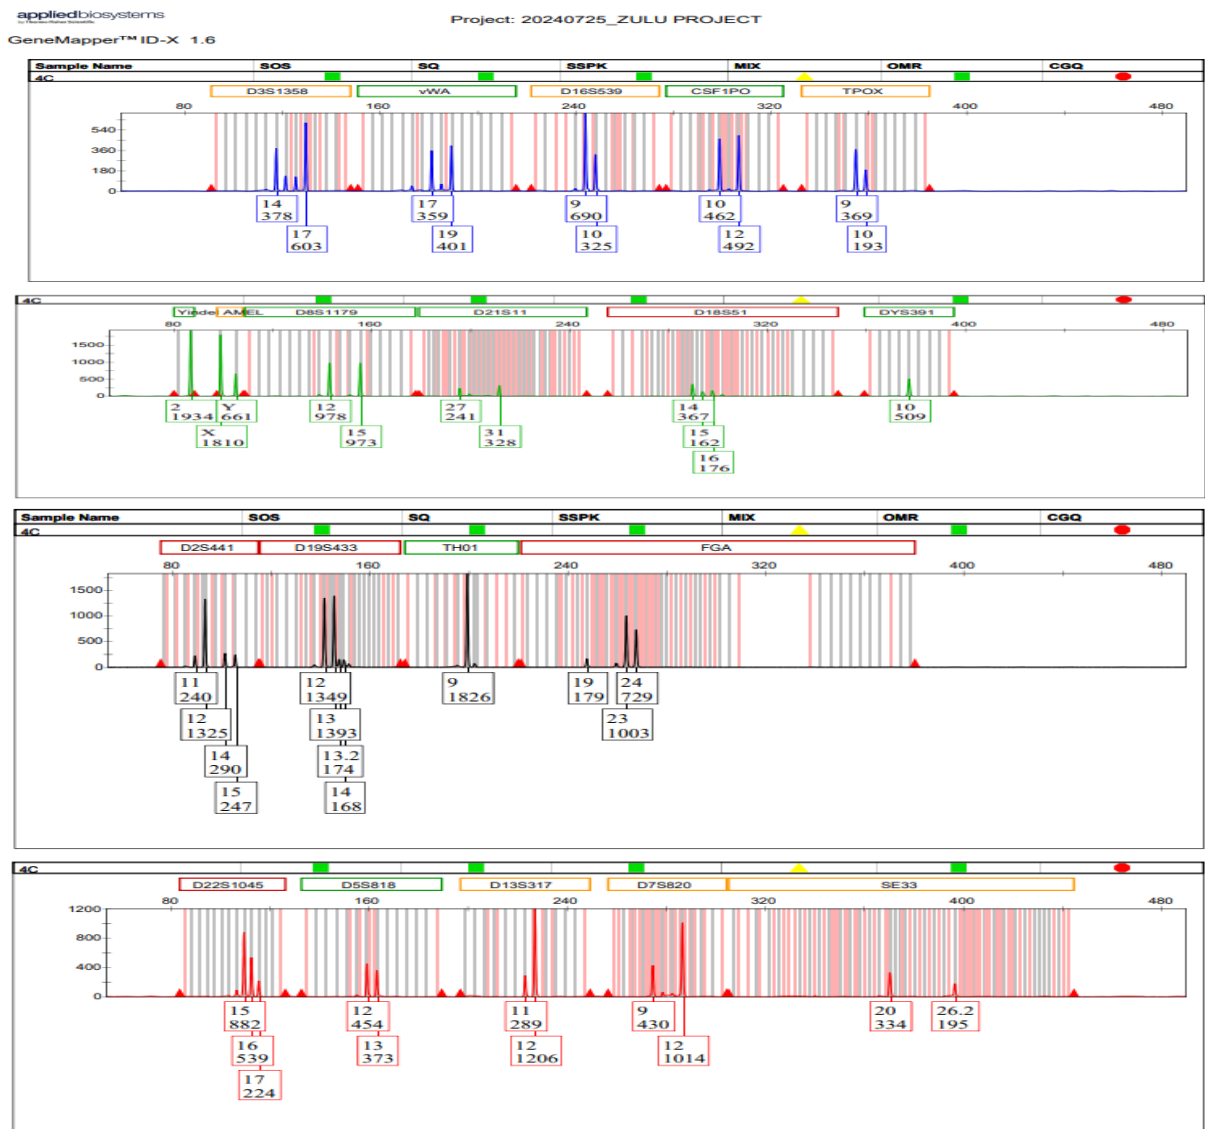 appliedbiosystems
Project: 20240725_ZULU PROJECT
GeneMapper™ ID-X 1.6
Sample Name SOS SQ SSPK MIX OMR CGQ
4C
D3S1358 vWA D16S539 CSF1PO TPOX
80 160 240 320 400 480
540
360
180
0
14 17 9 10 9
378 359 690 462 369
17 19 10 12 10
603 401 325 492 193
4C
Yinde AMEL D8S1179 D21S11 D18S51 DYS391
80 160 240 320 400 480
1500
1000
500
0
2 Y 12 27 14 10
1934 661 978 241 367 509
X 15 31 15
1810 973 328 162
16
176
Sample Name SOS SQ SSPK MIX OMR CGQ
4C
D2S441 D19S433 TH01 FGA
80 160 240 320 400 480
1500
1000
500
0
11 12 9 19 24
240 1349 1826 179 729
12 13 23
1325 1393 1003
14 13.2
290 174
15 14
247 168
4C
D22S1045 D5S818 D13S317 D7S820 SE33
80 160 240 320 400 480
1200
800
400
0
15 12 11 9 20 26.2
882 454 289 430 334 195
16 13 12 12
539 373 1206 1014
17
224